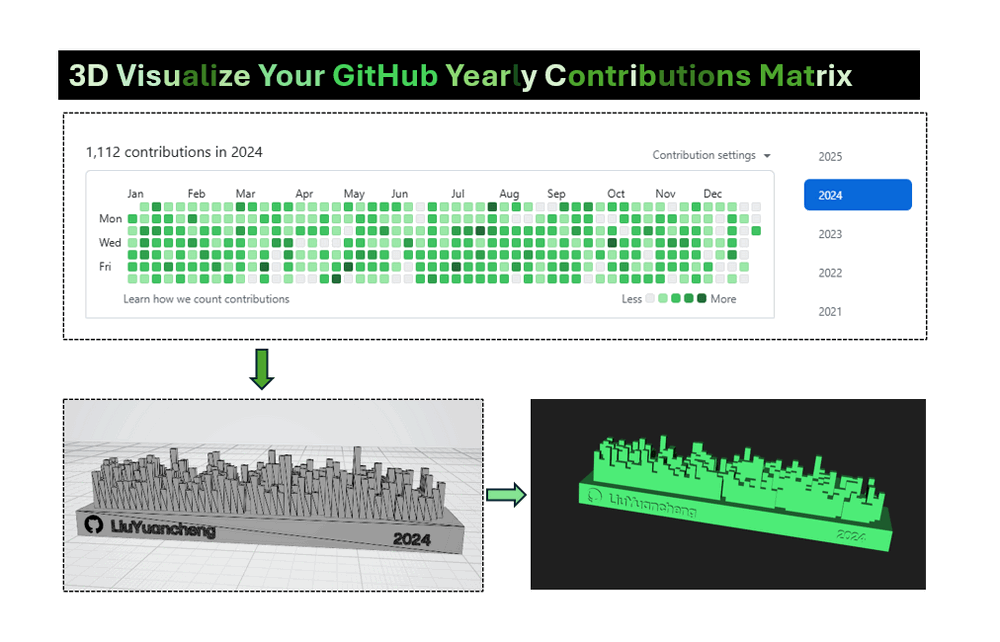 3D Visualize Your GitHub Yearly Contributions Matrix
1,112 contributions in 2024
Contribution settings
2025
2024
2023
2022
2021
Jan Feb Mar Apr May Jun Jul Aug Sep Oct Nov Dec
Mon
Wed
Fri
Learn how we count contributions
Less More
LiuYuancheng
2024
LiuYuancheng
2024